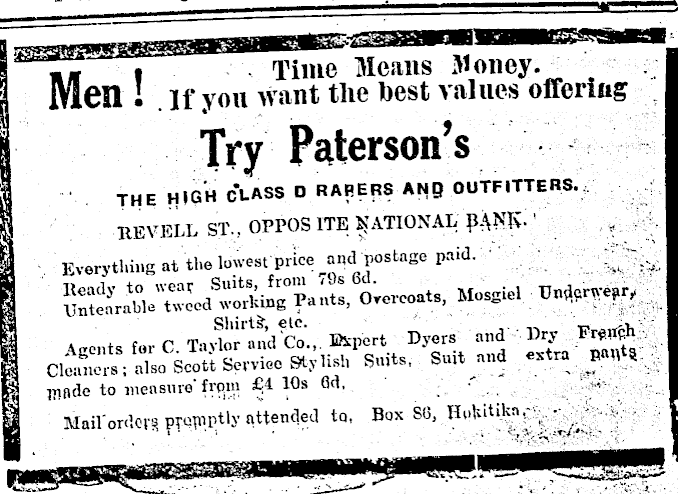 Men !
Time Means Money.
If you want the best values offering
Try Paterson's
THE HIGH CLASS D RAPERS AND OUTFITTERS.
REVELL ST., OPPOS ITE NATIONAL BANK.
Everything at the lowest price and postage paid.
Ready to wear Suits, from 79s 6d.
Untearable tweed working Pants, Overcoats, Mosgiel Underwear,
Shirts, etc.
Agents for C. Taylor and Co., Expert Dyers and Dry French
Cleaners; also Scott Service Stylish Suits, Suit and extra pants
made to measure from £4 10s 6d.
Mail orders promptly attended to, Box 86, Hokitika.